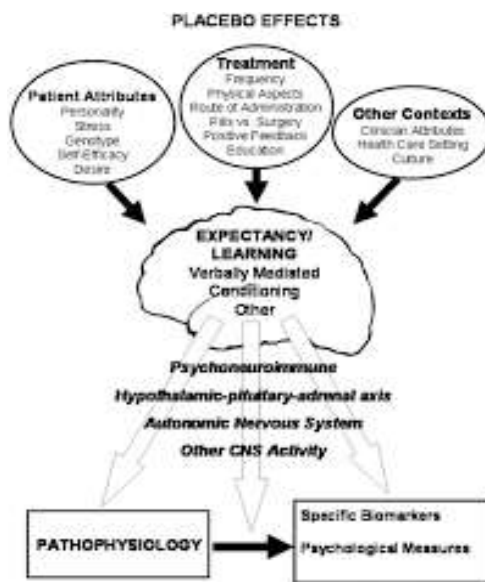 PLACEBO EFFECTS
Patient Attributes
Personality
Stress
Genotype
Self-Efficacy
Desire
Treatment
Frequency
Physical Aspects
Route of Administration
Pills vs. Surgery
Positive Feedback
Education
Other Contexts
Clinician Attributes
Health Care Setting
Culture
EXPECTANCY/
LEARNING
Verbally Mediated
Conditioning
Other
Psychoneuroimmune
Hypothalamic-pituitary-adrenal axis
Autonomic Nervous System
Other CNS Activity
PATHOPHYSIOLOGY
Specific Biomarkers
Psychological Measures